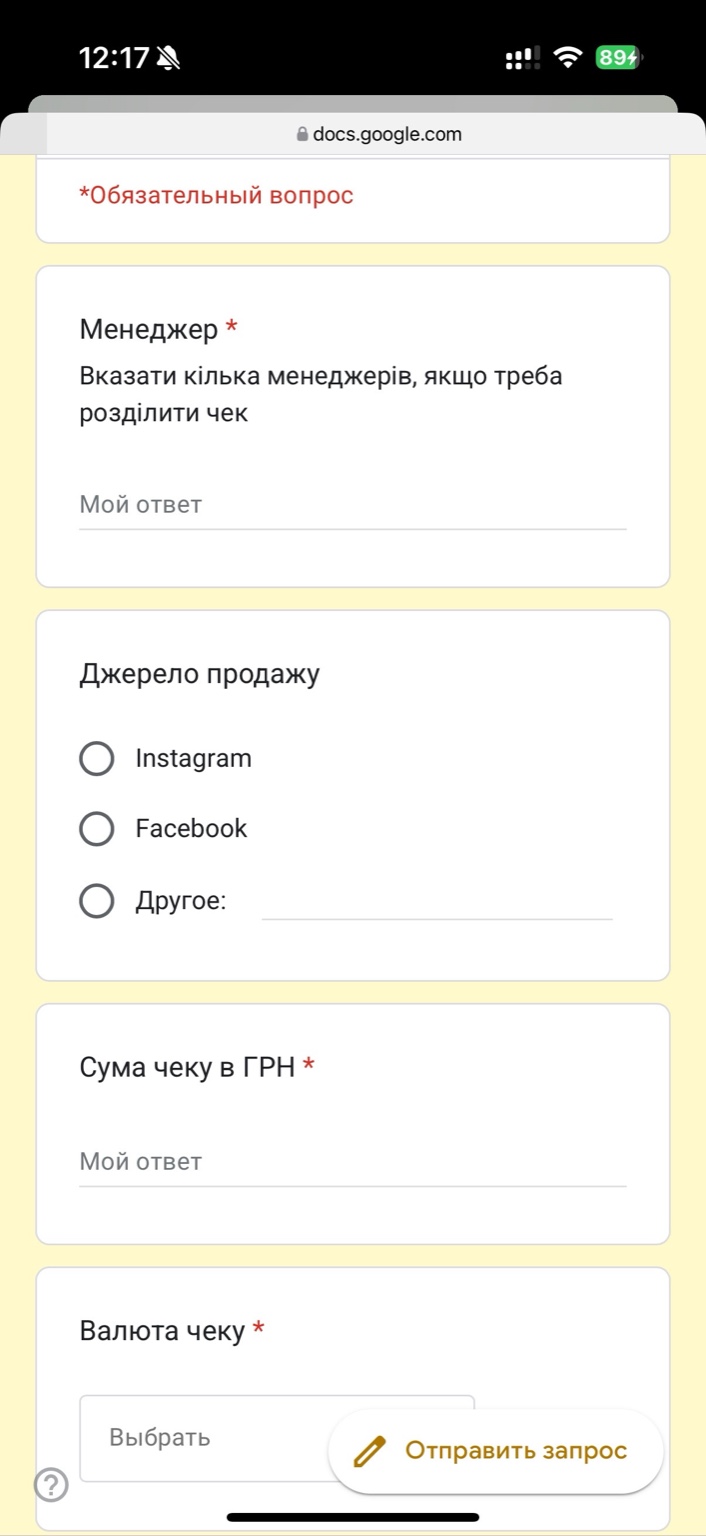 12:17
89
docs.google.com
*Обязательный вопрос
Менеджер *
Вказати кілька менеджерів, якщо треба
розділити чек
Мой ответ
Джерело продажу
Instagram
Facebook
Другое:
Сума чеку в ГРН *
Мой ответ
Валюта чеку *
Выбрать
Отправить запрос
?